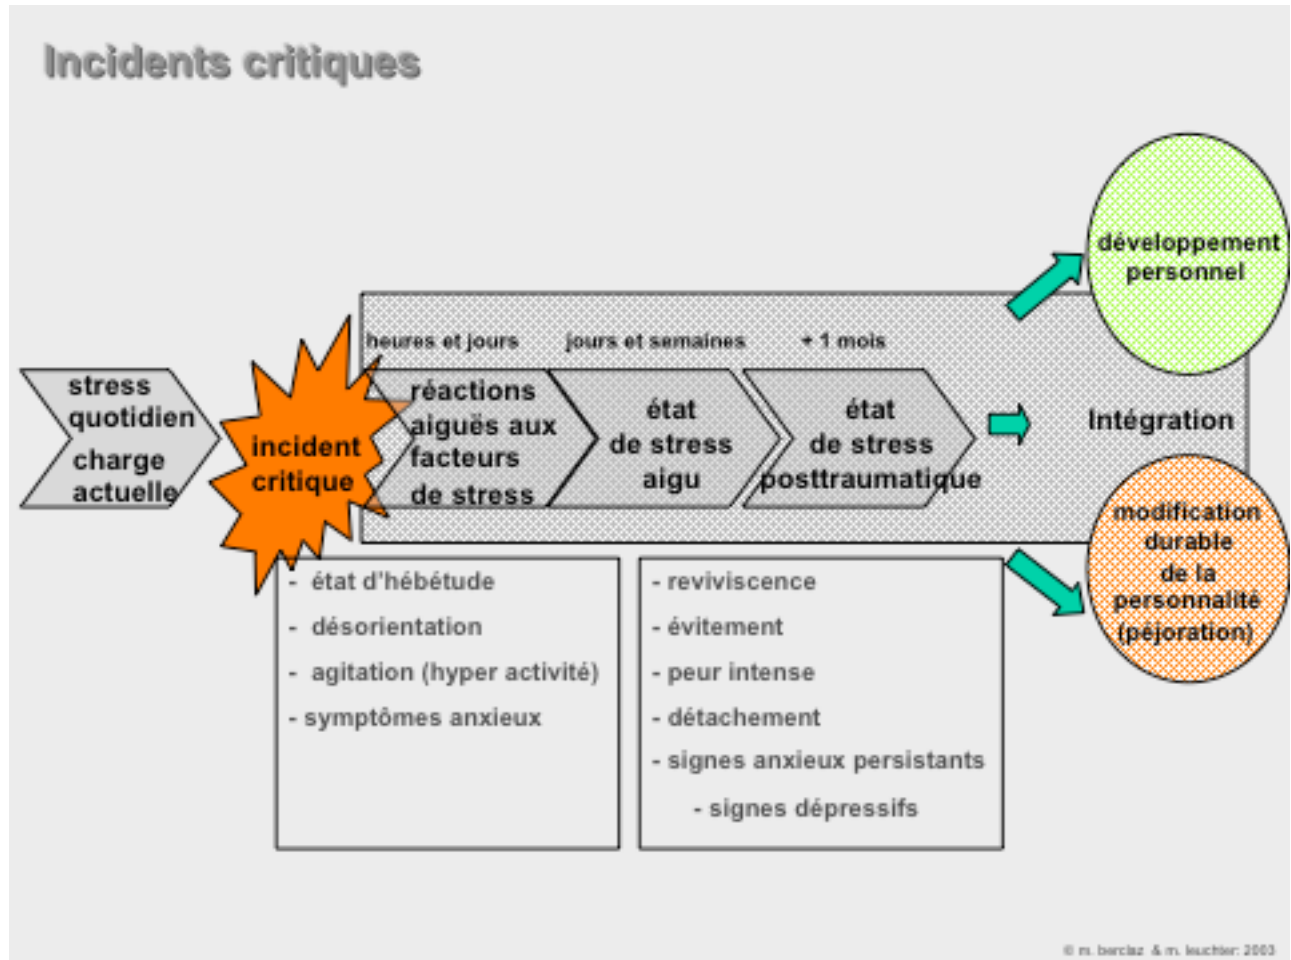 Incidents critiques
développement
personnel
heures et jours
jours et semaines
+ 1 mois
stress
quotidien
charge
actuelle
incident
critique
réactions
aiguës aux
facteurs
de stress
état
de stress
aigu
état
de stress
posttraumatique
Intégration
modification
durable
de la
personnalité
(péjoration)
- état d'hébétude
- désorientation
- agitation (hyper activité)
- symptômes anxieux
- reviviscence
- évitement
- peur intense
- détachement
- signes anxieux persistants
- signes dépressifs
© m. berclaz & m. leuchter: 2003